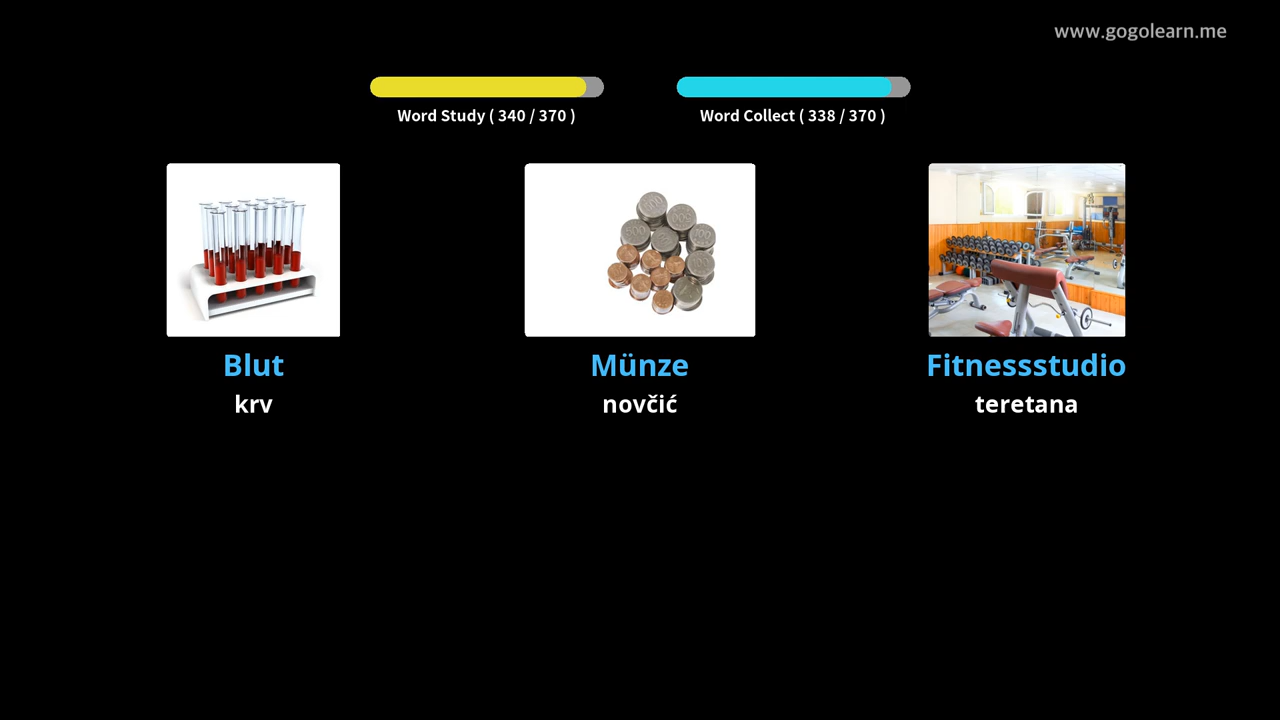 www.gogolearn.me
Word Study ( 340 / 370 )
Word Collect ( 338 / 370 )
Blut
krv
Münze
novčić
Fitnessstudio
teretana